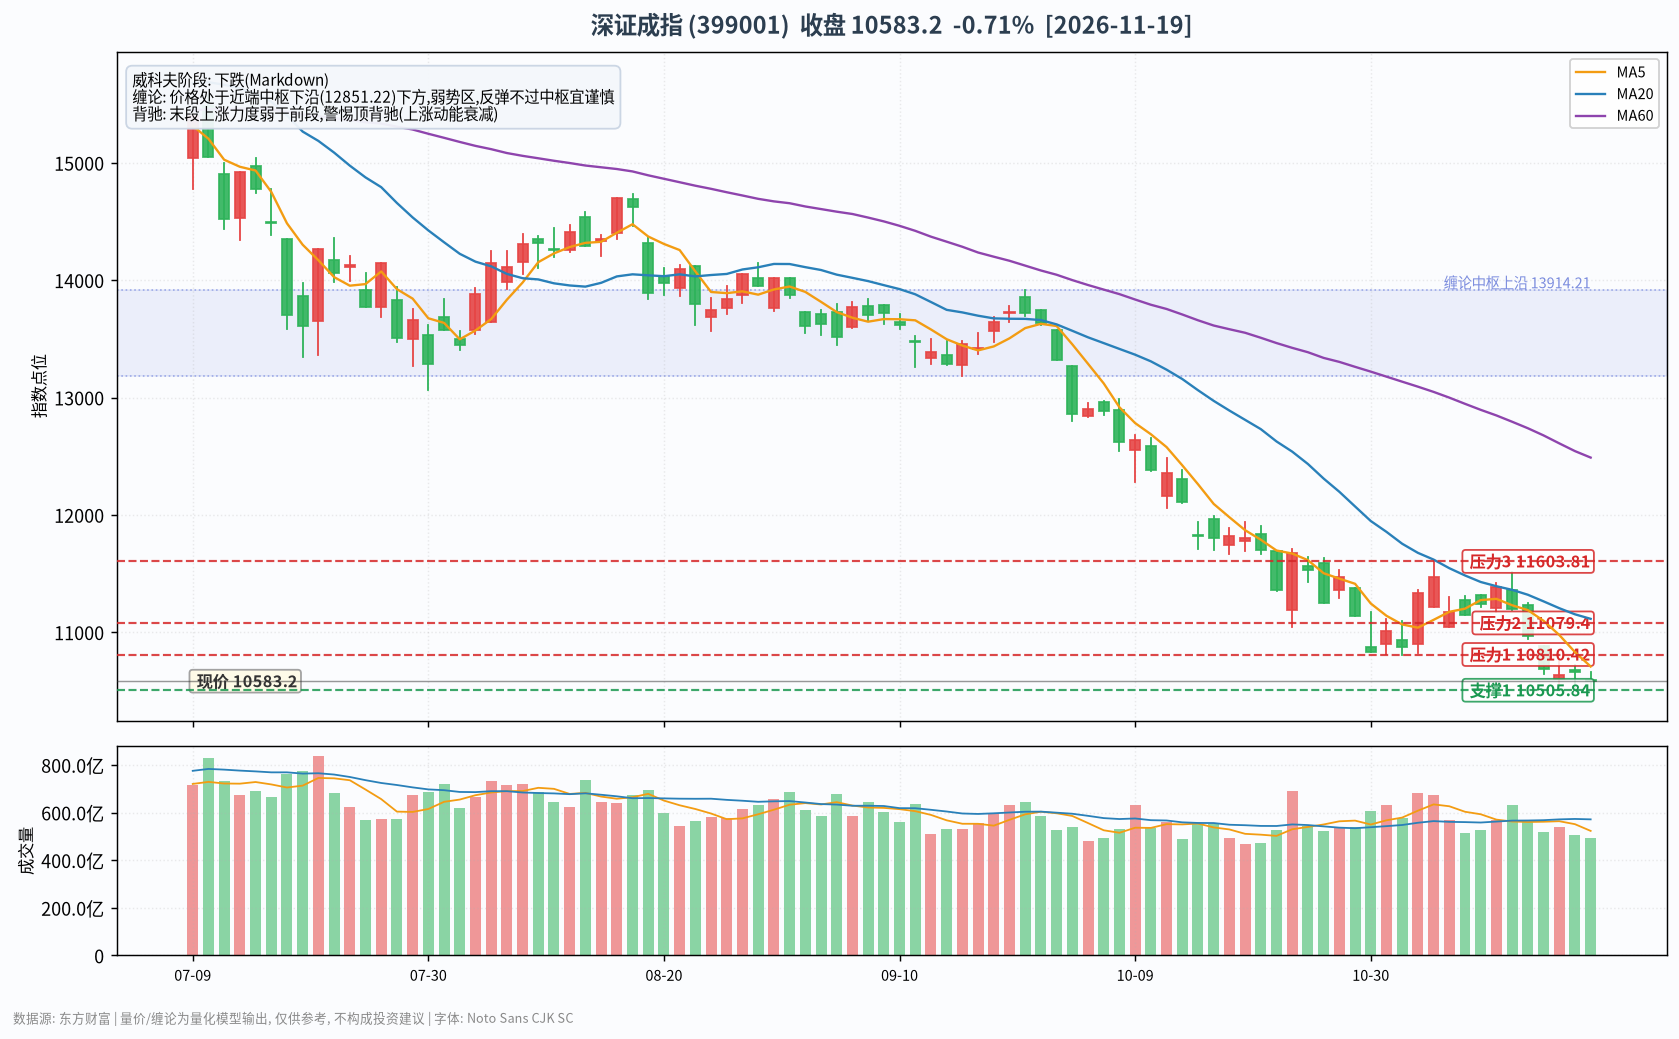 深证成指 (399001)  收盘 10583.2  -0.71%  [2026-11-19]
威科夫阶段: 下跌(Markdown)
缠论: 价格处于近端中枢下沿(12851.22)下方,弱势区,反弹不过中枢宜谨慎
背驰: 末段上涨力度弱于前段,警惕顶背驰(上涨动能衰减)
MA5
MA20
MA60
15000
14000
13000
12000
11000
指数点位
缠论中枢上沿 13914.21
压力3 11603.81
压力2 11079.4
压力1 10810.42
现价 10583.2
支撑1 10505.84
800.0亿
600.0亿
400.0亿
200.0亿
0
成交量
07-09
07-30
08-20
09-10
10-09
10-30
数据源: 东方财富 | 量价/缠论为量化模型输出, 仅供参考, 不构成投资建议 | 字体: Noto Sans CJK SC